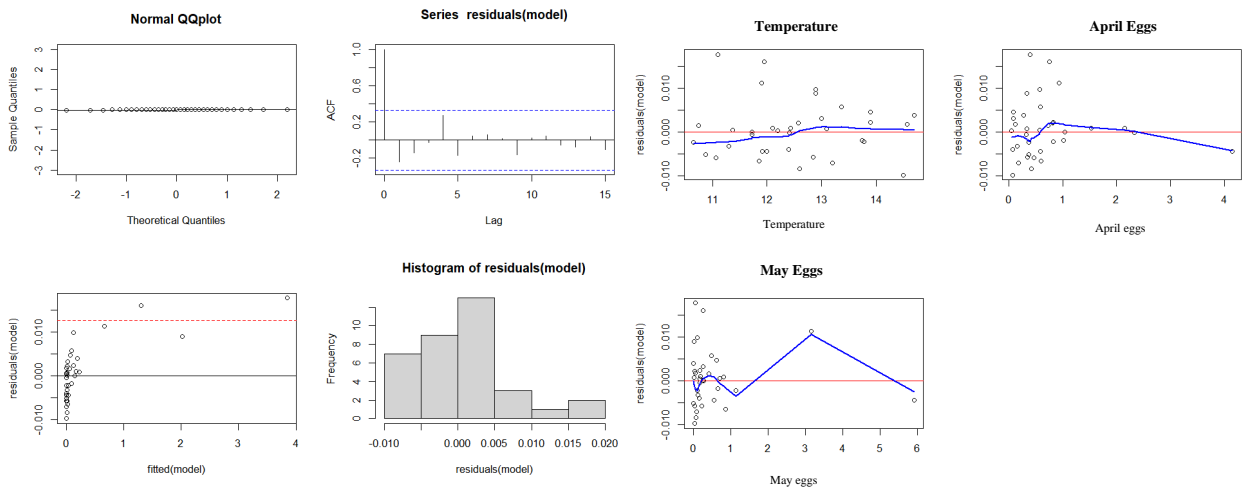 Normal QQplot
3
2
1
0
-1
-2
-3
Sample Quantiles
-2 -1 0 1 2
Theoretical Quantiles
Series residuals(model)
1.0
0.6
0.2
-0.2
ACF
0 5 10 15
Lag
Temperature
0.010
0.000
-0.010
residuals(model)
11 12 13 14
Temperature
April Eggs
0.010
0.000
-0.010
residuals(model)
0 1 2 3 4
April eggs
0.010
0.000
-0.010
residuals(model)
0 1 2 3 4
fitted(model)
Histogram of residuals(model)
10
8
6
4
2
0
Frequency
-0.010 0.000 0.005 0.010 0.015 0.020
residuals(model)
May Eggs
0.010
0.000
-0.010
residuals(model)
0 1 2 3 4 5 6
May eggs